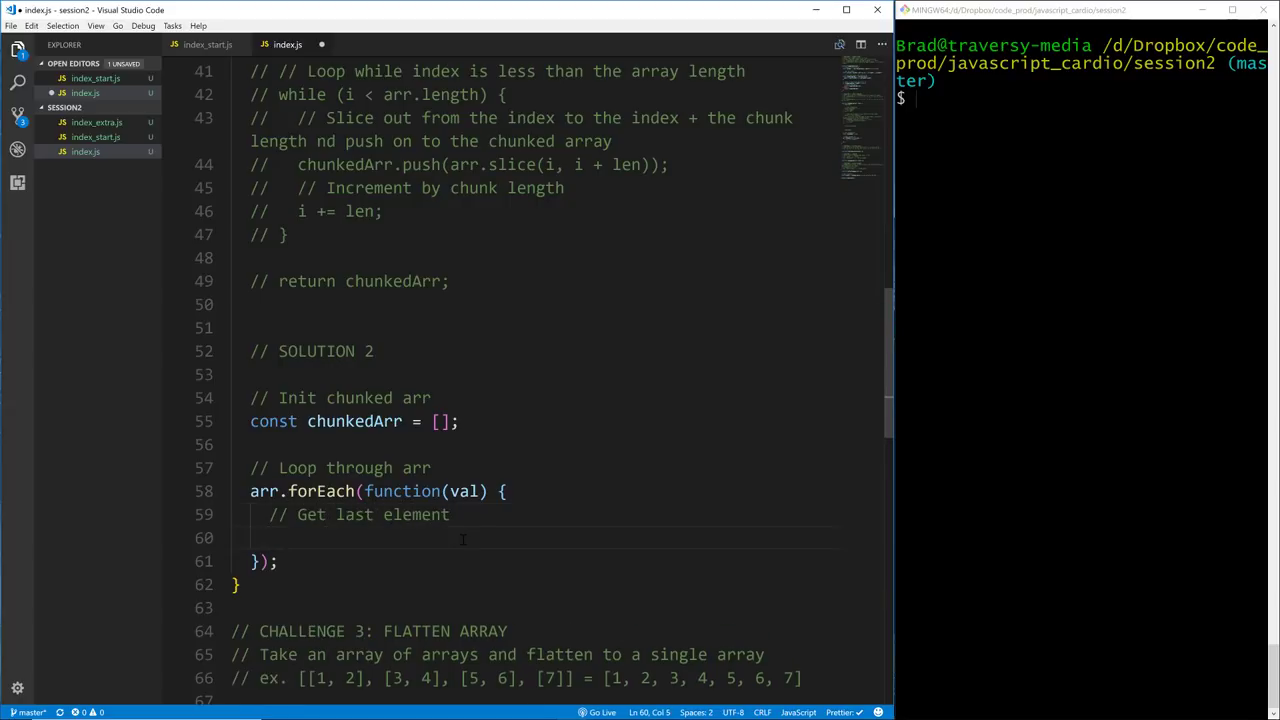 index.js - session2 - Visual Studio Code
File Edit Selection View Go Debug Tasks Help
EXPLORER
OPEN EDITORS 1 UNSAVED
index_start.js U
index.js U
SESSION2
index_extra.js U
index_start.js U
index.js U
1
3
index_start.js index.js
41 // Loop while index is less than the array length
42 // while (i < arr.length) {
43 // // Slice out from the index to the index + the chunk
length and push on to the chunked array
44 // chunkedArr.push(arr.slice(i, i + len));
45 // // Increment by chunk length
46 // i += len;
47 // }
48
49 // return chunkedArr;
50
51
52 // SOLUTION 2
53
54 // Init chunked arr
55 const chunkedArr = [];
56
57 // Loop through arr
58 arr.forEach(function(val) {
59 // Get last element
60
61 });
62 }
63
64 // CHALLENGE 3: FLATTEN ARRAY
65 // Take an array of arrays and flatten to a single array
66 // ex. [[1, 2], [3, 4], [5, 6], [7]] = [1, 2, 3, 4, 5, 6, 7]
67
master* 0 0 Go Live Ln 60, Col 5 Spaces: 2 UTF-8 CRLF JavaScript Prettier: ✓
MINGW64:/d/Dropbox/code_prod/javascript_cardio/session2
Brad@traversy-media /d/Dropbox/code_
prod/javascript_cardio/session2 (mas
ter)
$